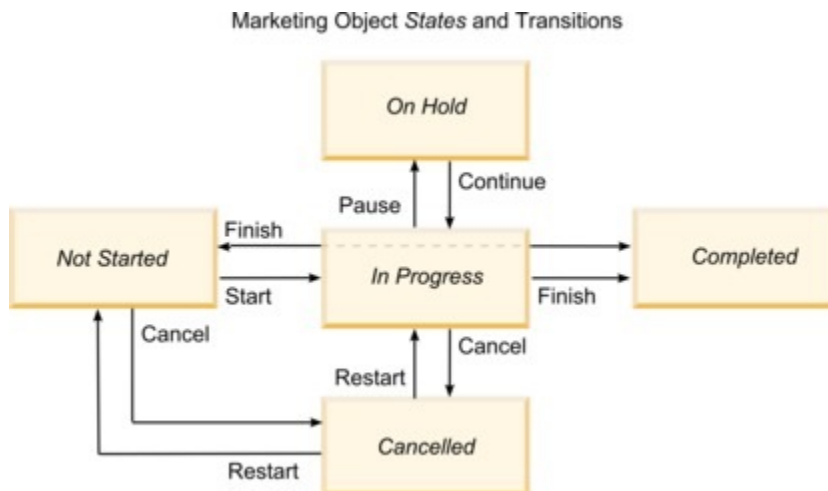 Marketing Object States and Transitions
On Hold
Pause
Continue
Finish
Not Started
Start
In Progress
Finish
Completed
Cancel
Restart
Cancel
Cancelled
Restart